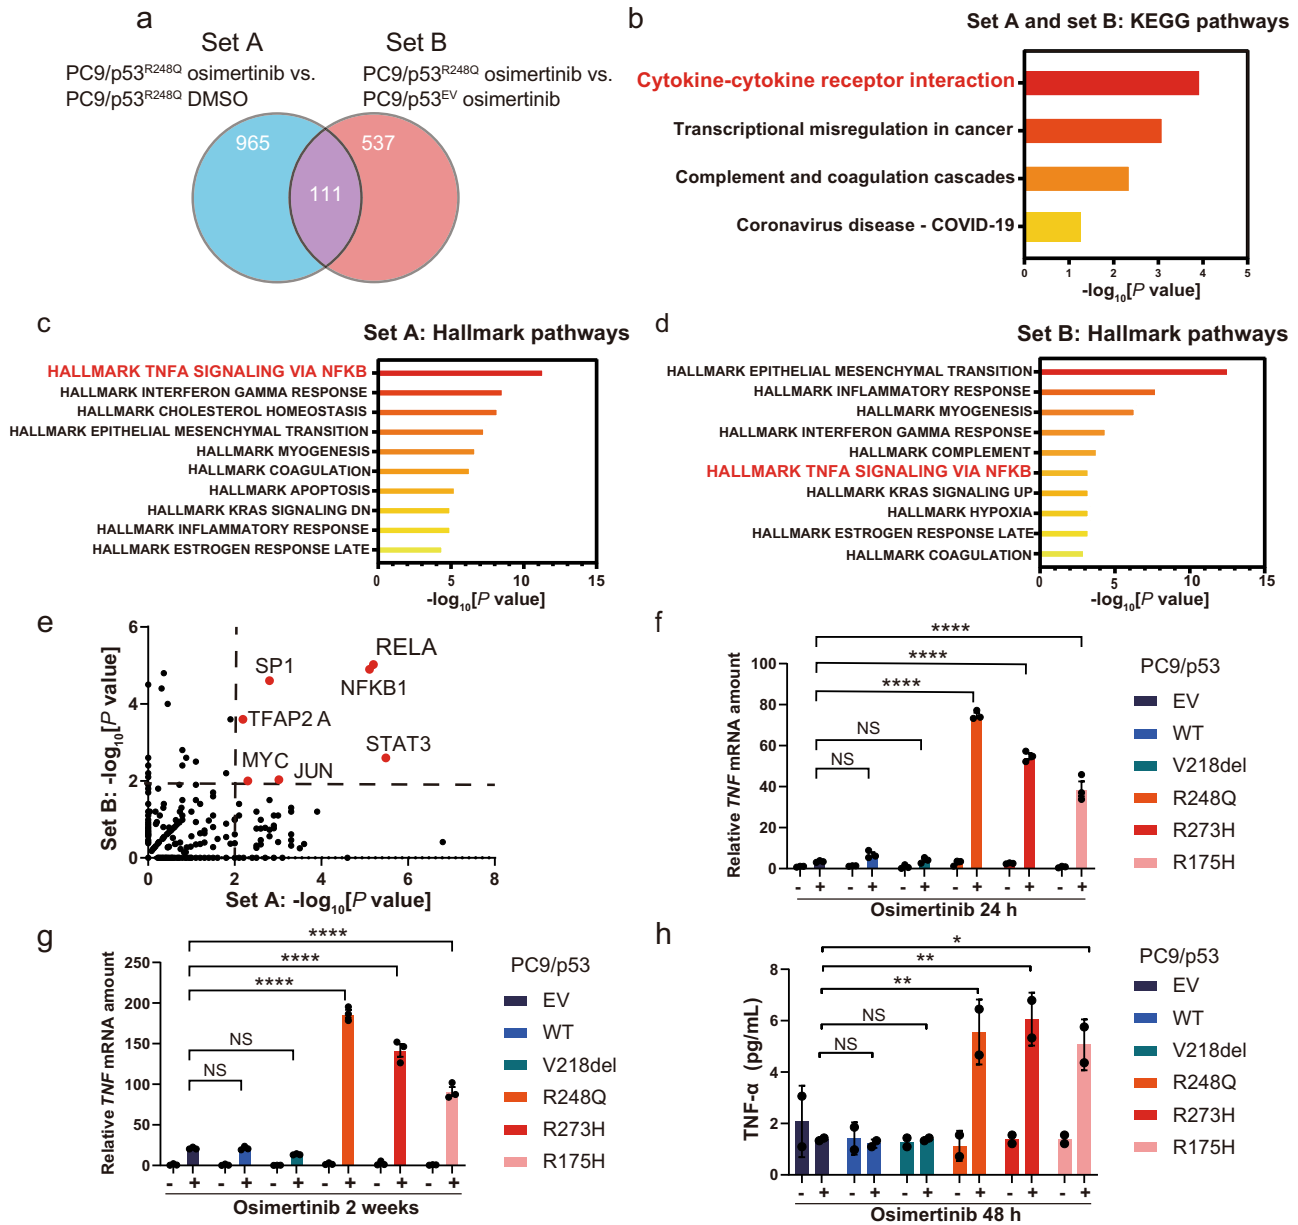 a
Set A
Set B
PC9/p53R248Q osimertinib vs.
PC9/p53R248Q DMSO
PC9/p53R248Q osimertinib vs.
PC9/p53EV osimertinib
965
111
537
b
Set A and set B: KEGG pathways
Cytokine-cytokine receptor interaction
Transcriptional misregulation in cancer
Complement and coagulation cascades
Coronavirus disease - COVID-19
0 1 2 3 4 5
-log10[P value]
c
Set A: Hallmark pathways
HALLMARK TNFA SIGNALING VIA NFKB
HALLMARK INTERFERON GAMMA RESPONSE
HALLMARK CHOLESTEROL HOMEOSTASIS
HALLMARK EPITHELIAL MESENCHYMAL TRANSITION
HALLMARK MYOGENESIS
HALLMARK COAGULATION
HALLMARK APOPTOSIS
HALLMARK KRAS SIGNALING DN
HALLMARK INFLAMMATORY RESPONSE
HALLMARK ESTROGEN RESPONSE LATE
0 5 10 15
-log10[P value]
d
Set B: Hallmark pathways
HALLMARK EPITHELIAL MESENCHYMAL TRANSITION
HALLMARK INFLAMMATORY RESPONSE
HALLMARK MYOGENESIS
HALLMARK INTERFERON GAMMA RESPONSE
HALLMARK COMPLEMENT
HALLMARK TNFA SIGNALING VIA NFKB
HALLMARK KRAS SIGNALING UP
HALLMARK HYPOXIA
HALLMARK ESTROGEN RESPONSE LATE
HALLMARK COAGULATION
0 5 10 15
-log10[P value]
e
Set B: -log10[P value]
6
4
2
0
RELA
SP1
NFKB1
TFAP2 A
STAT3
MYC
JUN
0 2 4 6 8
Set A: -log10[P value]
f
Relative TNF mRNA amount
100
80
60
40
20
0
****
****
****
NS
NS
- + - + - + - + - + - +
Osimertinib 24 h
PC9/p53
EV
WT
V218del
R248Q
R273H
R175H
g
Relative TNF mRNA amount
250
200
150
100
50
0
****
****
****
NS
NS
- + - + - + - + - + - +
Osimertinib 2 weeks
PC9/p53
EV
WT
V218del
R248Q
R273H
R175H
h
TNF-α (pg/mL)
8
6
4
2
0
*
**
**
NS
NS
- + - + - + - + - + - +
Osimertinib 48 h
PC9/p53
EV
WT
V218del
R248Q
R273H
R175H